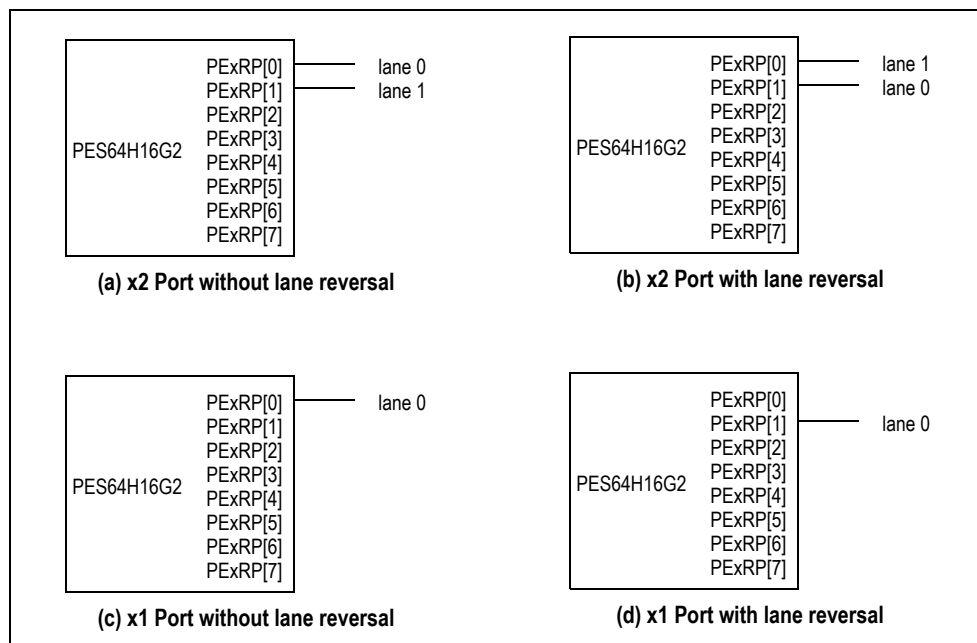 PES64H16G2
PExRP[0] lane 0
PExRP[1] lane 1
PExRP[2]
PExRP[3]
PExRP[4]
PExRP[5]
PExRP[6]
PExRP[7]
(a) x2 Port without lane reversal
PES64H16G2
PExRP[0] lane 1
PExRP[1] lane 0
PExRP[2]
PExRP[3]
PExRP[4]
PExRP[5]
PExRP[6]
PExRP[7]
(b) x2 Port with lane reversal
PES64H16G2
PExRP[0] lane 0
PExRP[1]
PExRP[2]
PExRP[3]
PExRP[4]
PExRP[5]
PExRP[6]
PExRP[7]
(c) x1 Port without lane reversal
PES64H16G2
PExRP[0]
PExRP[1] lane 0
PExRP[2]
PExRP[3]
PExRP[4]
PExRP[5]
PExRP[6]
PExRP[7]
(d) x1 Port with lane reversal